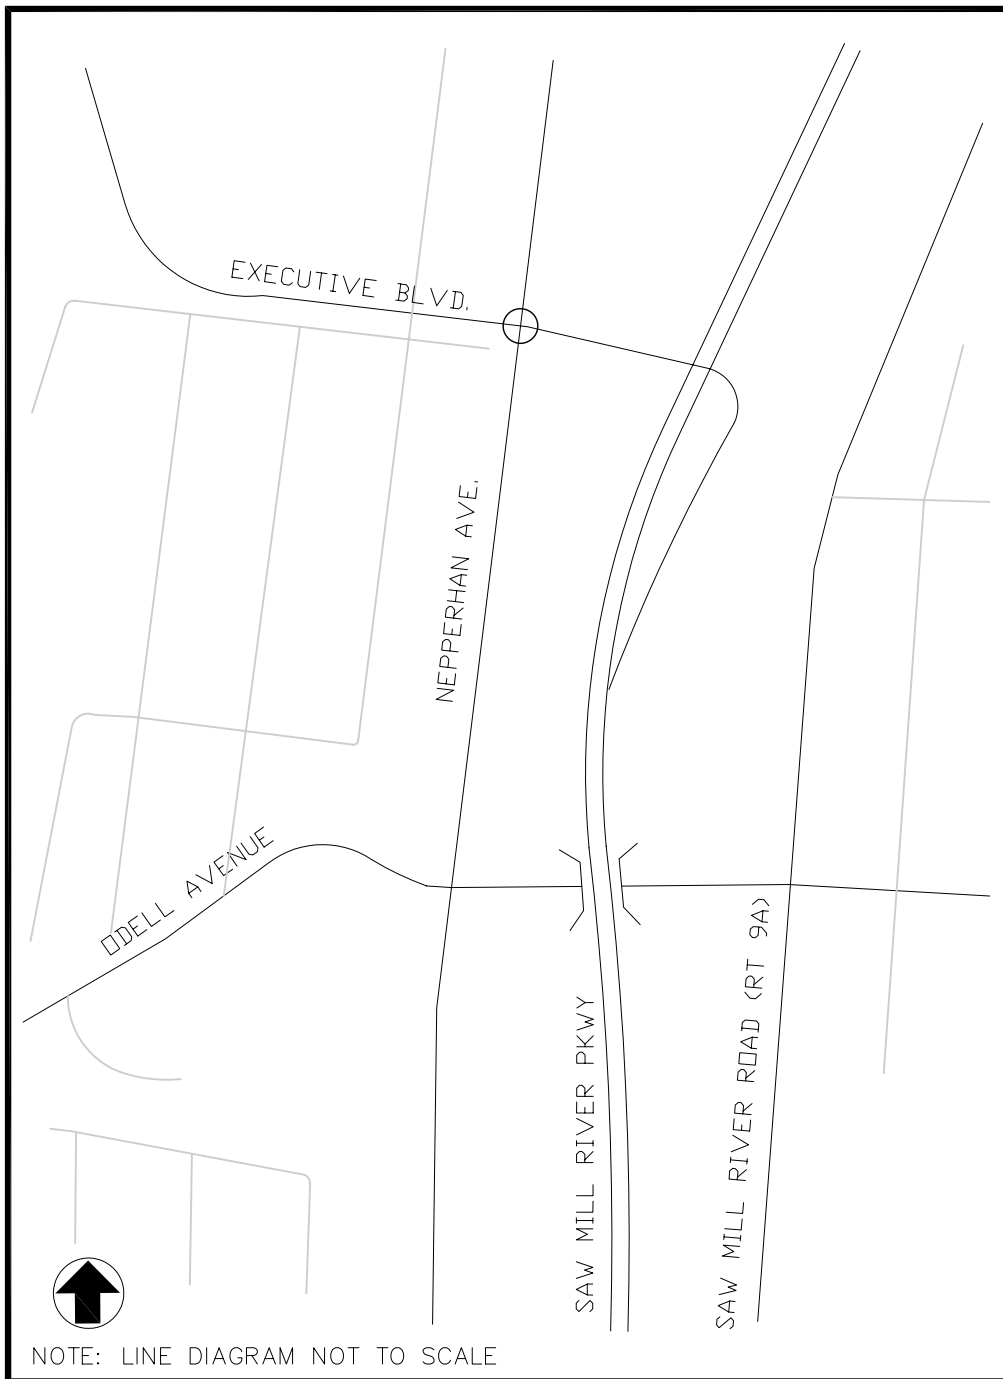 EXECUTIVE BLVD.
NEPPERHAN AVE.
ODELL AVENUE
SAW MILL RIVER PKWY
SAW MILL RIVER ROAD (RT 9A)
NOTE: LINE DIAGRAM NOT TO SCALE